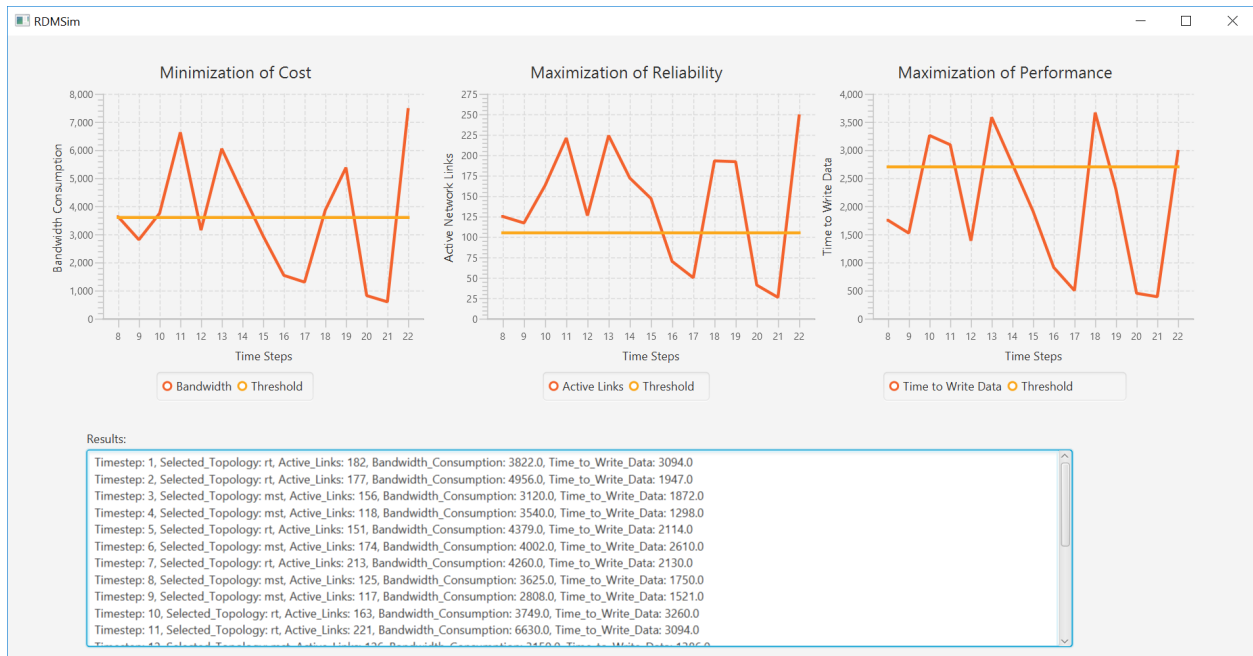 RDMSim
Minimization of Cost
8,000
7,000
6,000
5,000
4,000
3,000
2,000
1,000
0
Bandwidth Consumption
8 9 10 11 12 13 14 15 16 17 18 19 20 21 22
Time Steps
Bandwidth Threshold
Maximization of Reliability
275
250
225
200
175
150
125
100
75
50
25
0
Active Network Links
8 9 10 11 12 13 14 15 16 17 18 19 20 21 22
Time Steps
Active Links Threshold
Maximization of Performance
4,000
3,500
3,000
2,500
2,000
1,500
1,000
500
0
Time to Write Data
8 9 10 11 12 13 14 15 16 17 18 19 20 21 22
Time Steps
Time to Write Data Threshold
Results:
Timestep: 1, Selected_Topology: rt, Active_Links: 182, Bandwidth_Consumption: 3822.0, Time_to_Write_Data: 3094.0
Timestep: 2, Selected_Topology: rt, Active_Links: 177, Bandwidth_Consumption: 4956.0, Time_to_Write_Data: 1947.0
Timestep: 3, Selected_Topology: mst, Active_Links: 156, Bandwidth_Consumption: 3120.0, Time_to_Write_Data: 1872.0
Timestep: 4, Selected_Topology: mst, Active_Links: 118, Bandwidth_Consumption: 3540.0, Time_to_Write_Data: 1298.0
Timestep: 5, Selected_Topology: rt, Active_Links: 151, Bandwidth_Consumption: 4379.0, Time_to_Write_Data: 2114.0
Timestep: 6, Selected_Topology: mst, Active_Links: 174, Bandwidth_Consumption: 4002.0, Time_to_Write_Data: 2610.0
Timestep: 7, Selected_Topology: rt, Active_Links: 213, Bandwidth_Consumption: 4260.0, Time_to_Write_Data: 2130.0
Timestep: 8, Selected_Topology: mst, Active_Links: 125, Bandwidth_Consumption: 3625.0, Time_to_Write_Data: 1750.0
Timestep: 9, Selected_Topology: mst, Active_Links: 117, Bandwidth_Consumption: 2808.0, Time_to_Write_Data: 1521.0
Timestep: 10, Selected_Topology: rt, Active_Links: 163, Bandwidth_Consumption: 3749.0, Time_to_Write_Data: 3260.0
Timestep: 11, Selected_Topology: rt, Active_Links: 221, Bandwidth_Consumption: 6630.0, Time_to_Write_Data: 3094.0
Timestep: 12, Selected_Topology: mst, Active_Links: 126, Bandwidth_Consumption: 3150.0, Time_to_Write_Data: 1386.0